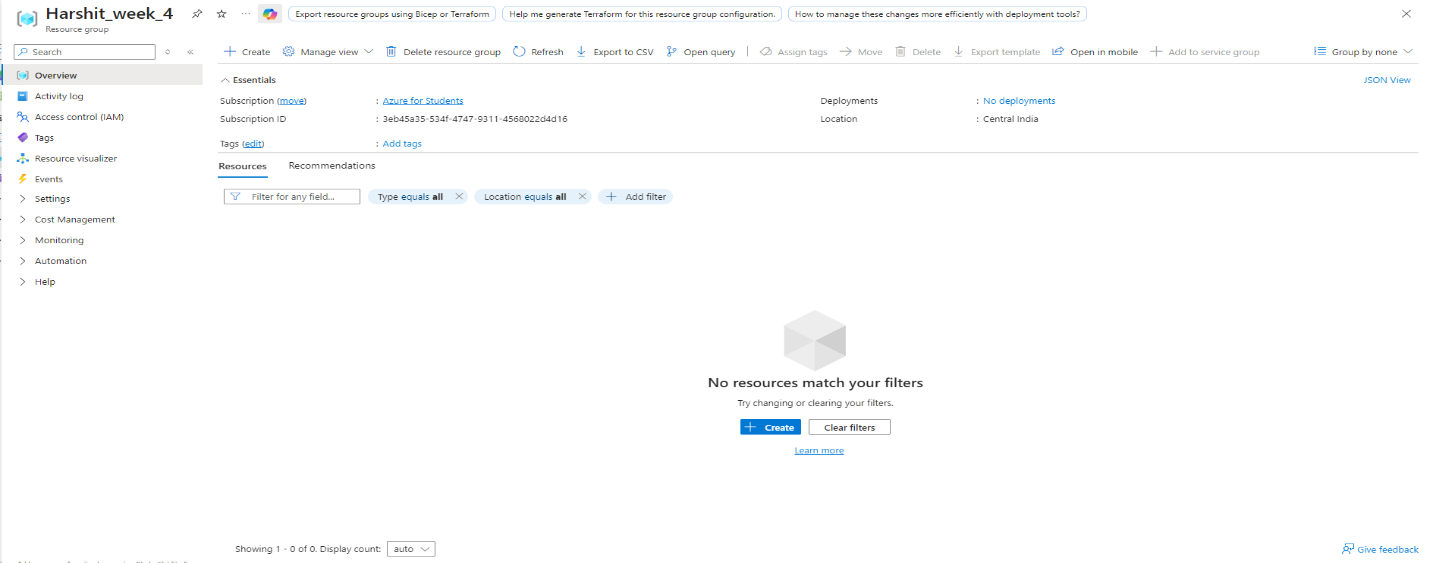 Harshit_week_4
Resource group
Export resource groups using Bicep or Terraform
Help me generate Terraform for this resource group configuration.
How to manage these changes more efficiently with deployment tools?
Search
Create Manage view Delete resource group Refresh Export to CSV Open query Assign tags Move Delete Export template Open in mobile Add to service group Group by none
Overview
Activity log
Access control (IAM)
Tags
Resource visualizer
Events
Settings
Cost Management
Monitoring
Automation
Help
Essentials
JSON View
Subscription (move) : Azure for Students
Subscription ID : 3eb45a35-534f-4747-9311-4568022d4d16
Deployments : No deployments
Location : Central India
Tags (edit) : Add tags
Resources Recommendations
Filter for any field... Type equals all Location equals all Add filter
No resources match your filters
Try changing or clearing your filters.
Create Clear filters
Learn more
Showing 1 - 0 of 0. Display count: auto
Give feedback